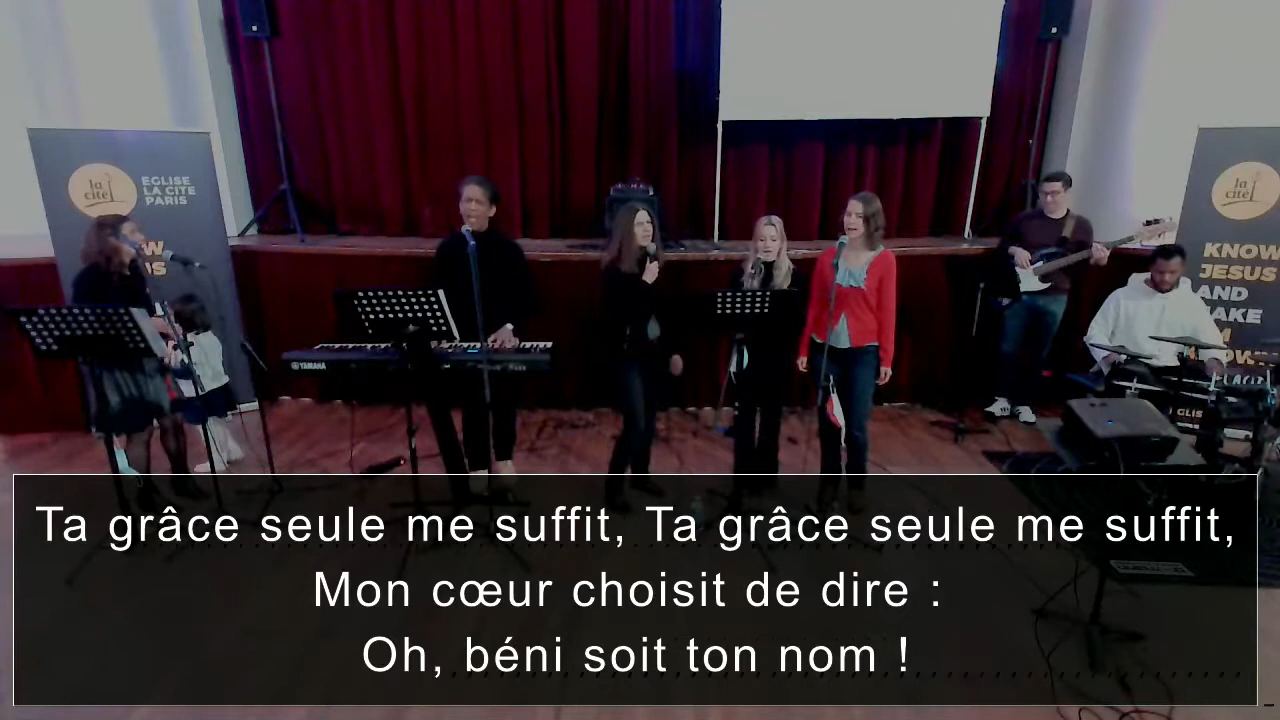 la
cité
EGLISE
LA CITE
PARIS
YAMAHA
la
cité
KNOW
JESUS
AND
GLIS
Ta grâce seule me suffit, Ta grâce seule me suffit,
Mon cœur choisit de dire :
Oh, béni soit ton nom !